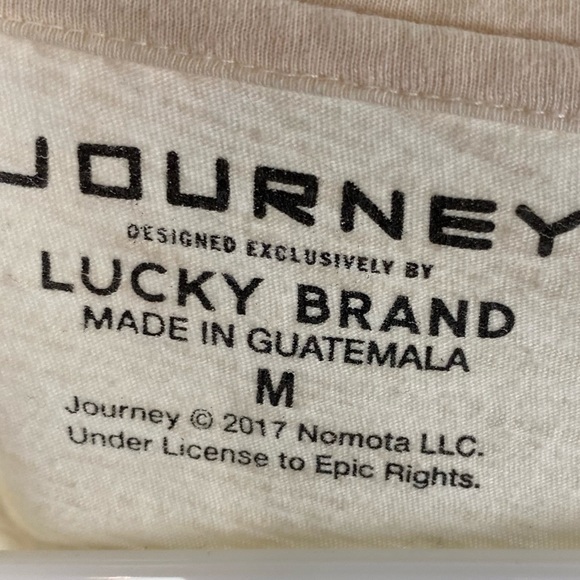 JOURNEY
DESIGNED EXCLUSIVELY BY
LUCKY BRAND
MADE IN GUATEMALA
M
Journey © 2017 Nomota LLC.
Under License to Epic Rights.